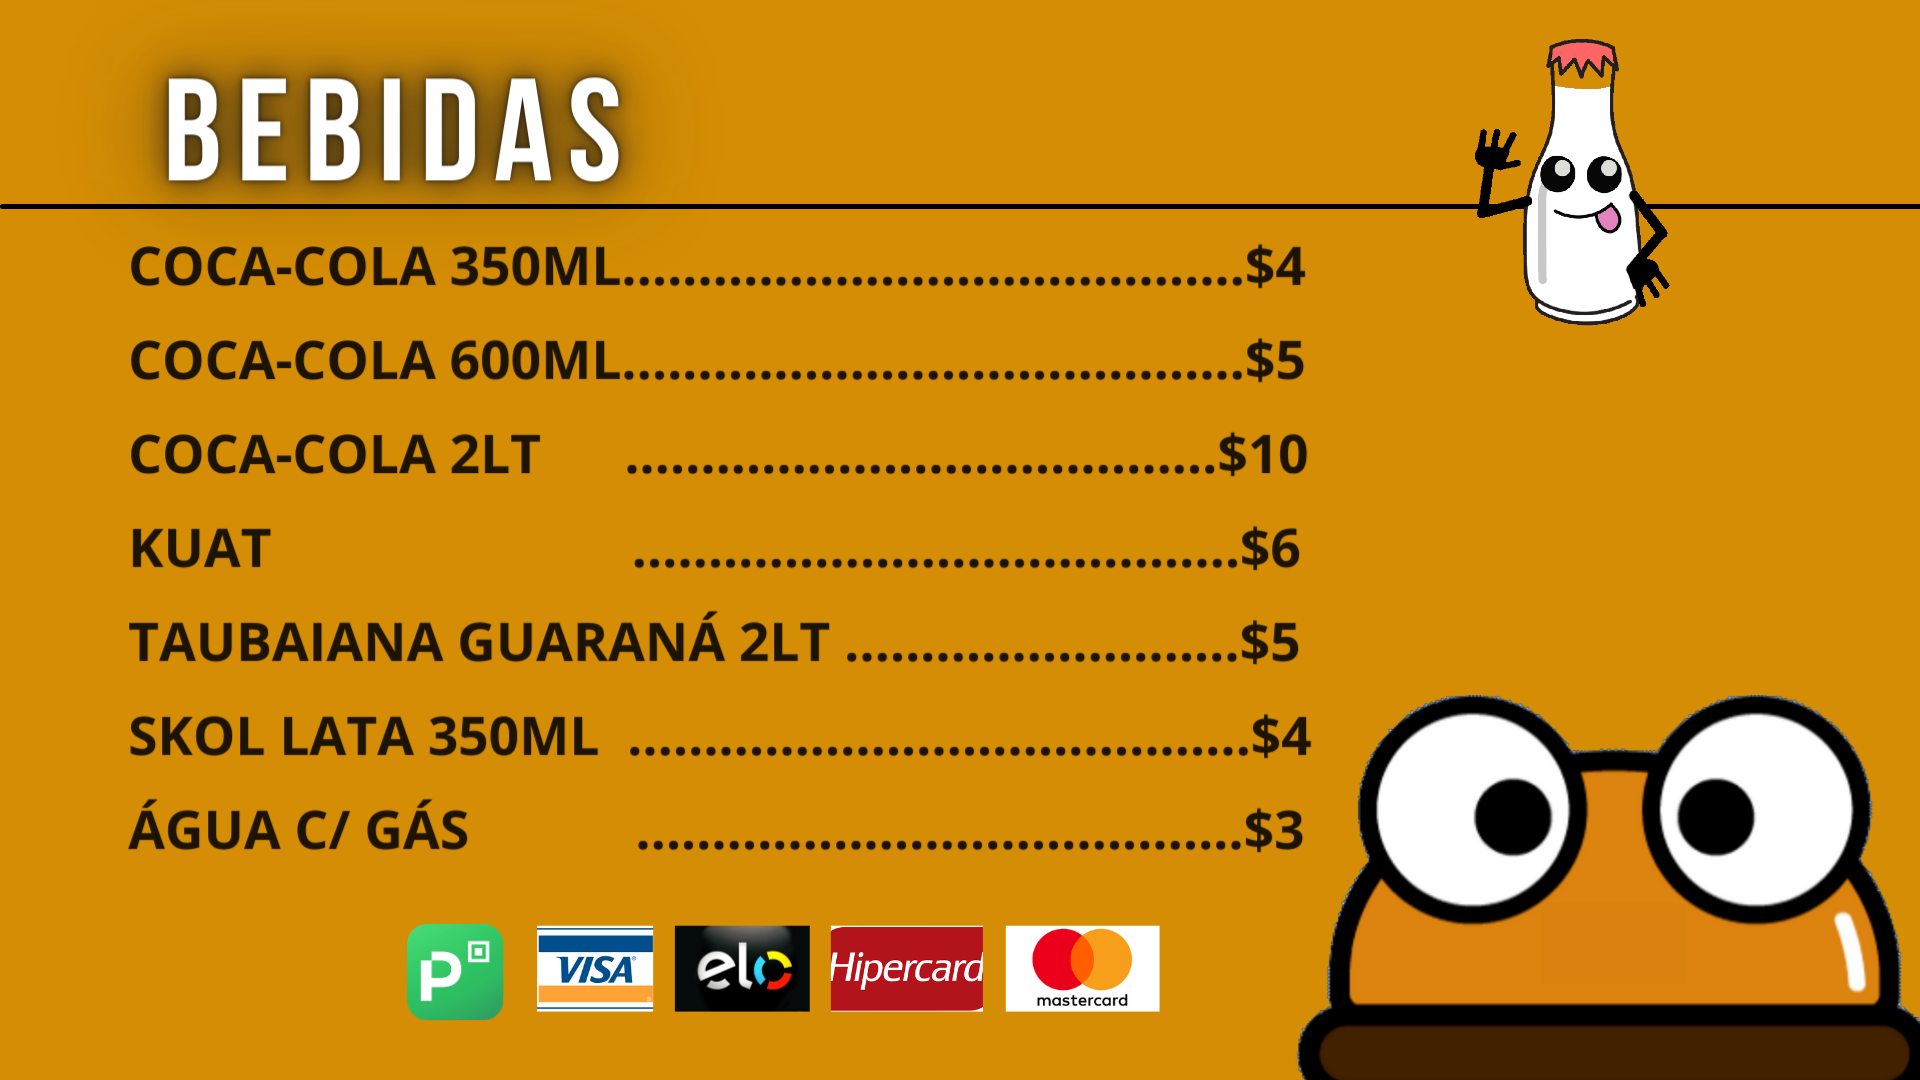 BEBIDAS
COCA-COLA 350ML.........................................$4
COCA-COLA 600ML.........................................$5
COCA-COLA 2LT .......................................$10
KUAT ........................................$6
TAUBAIANA GUARANÁ 2LT ..........................$5
SKOL LATA 350ML .........................................$4
ÁGUA C/ GÁS ........................................$3
P VISA elo Hipercard mastercard